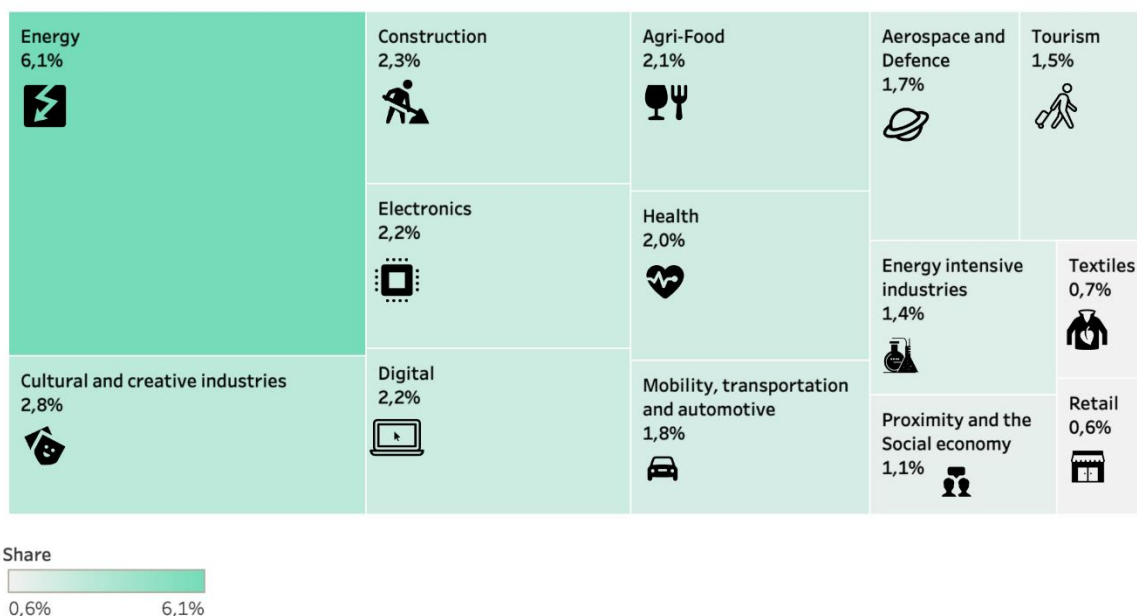 Energy
6,1%
Cultural and creative industries
2,8%
Construction
2,3%
Electronics
2,2%
Digital
2,2%
Agri-Food
2,1%
Health
2,0%
Mobility, transportation
and automotive
1,8%
Aerospace and
Defence
1,7%
Tourism
1,5%
Energy intensive
industries
1,4%
Proximity and the
Social economy
1,1%
Textiles
0,7%
Retail
0,6%
Share
0,6% 6,1%